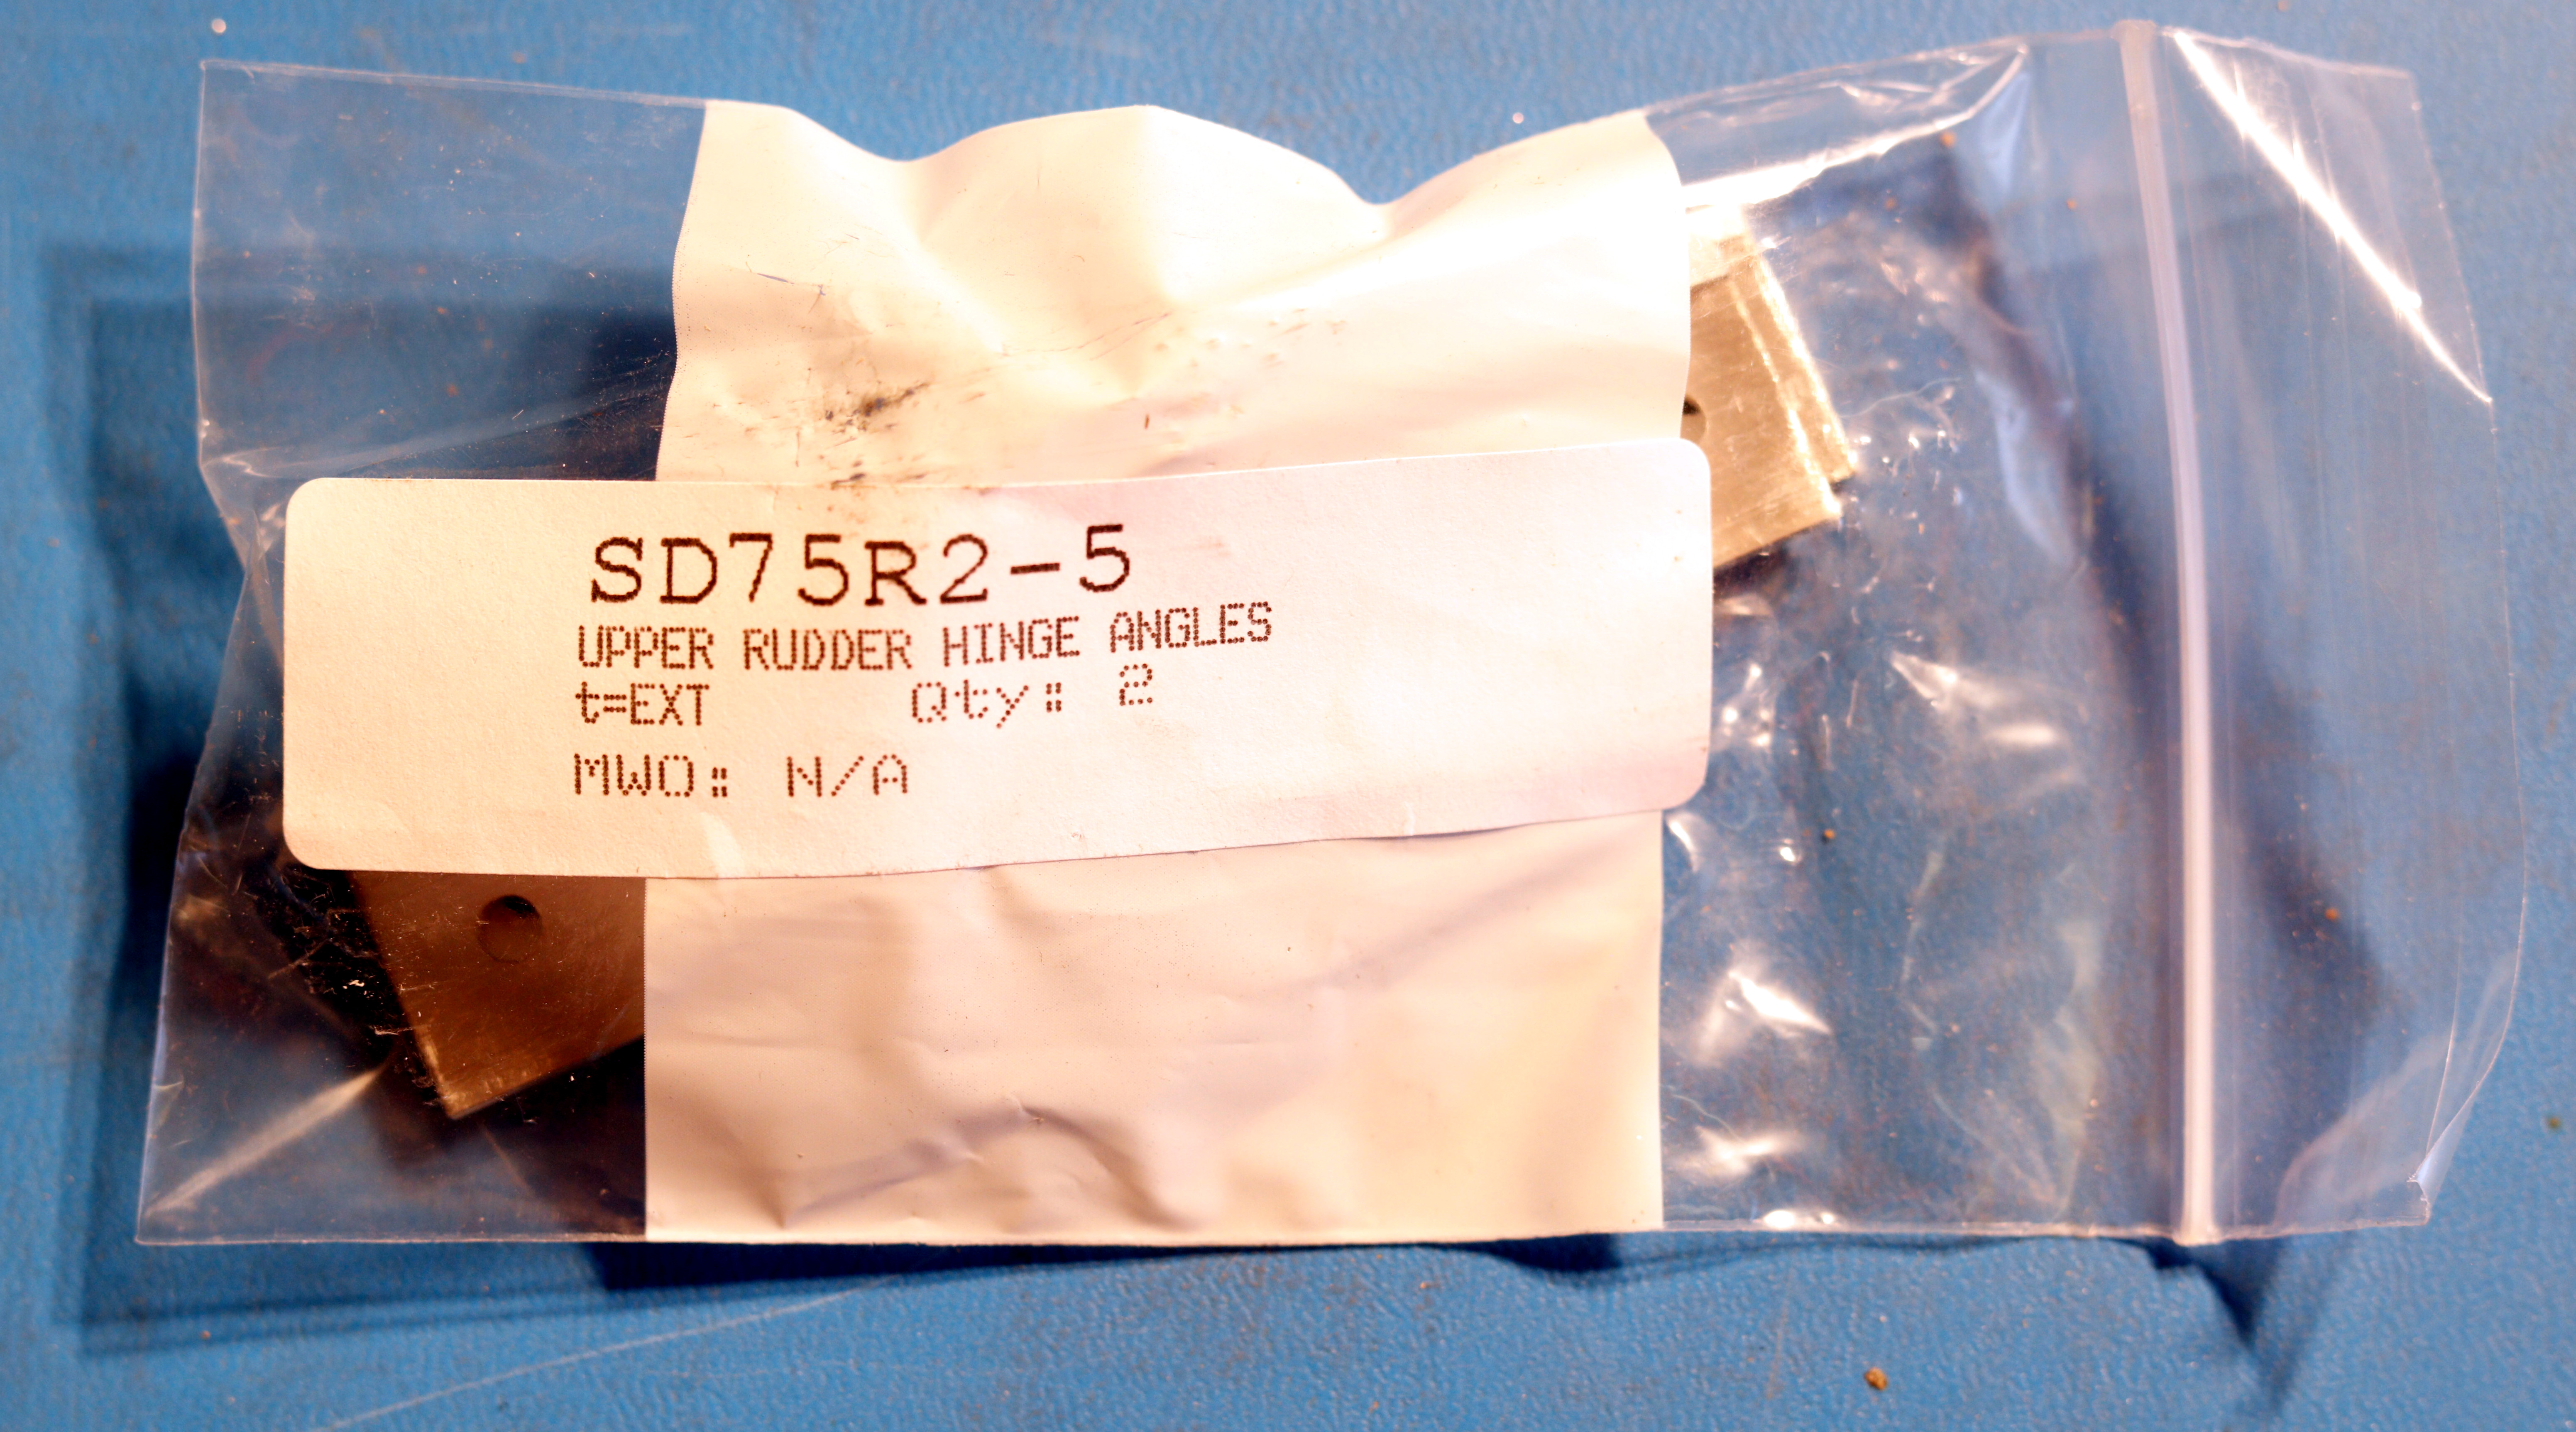 SD75R2-5
UPPER RUDDER HINGE ANGLES
t=EXT Qty: 2
MWO: N/A